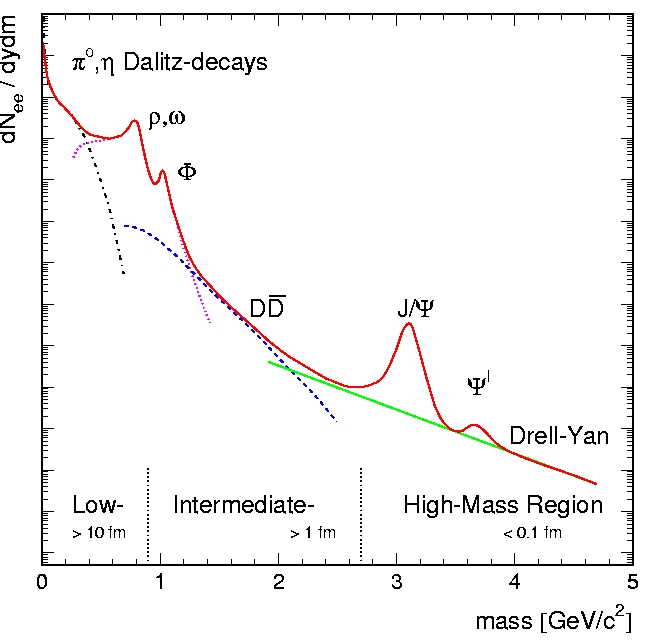 dN_ee / dydm
π°,η Dalitz-decays
ρ,ω
Φ
DD̅
J/Ψ
Ψ^|
Drell-Yan
Low- Intermediate- High-Mass Region
> 10 fm > 1 fm < 0.1 fm
0 1 2 3 4 5
mass [GeV/c²]